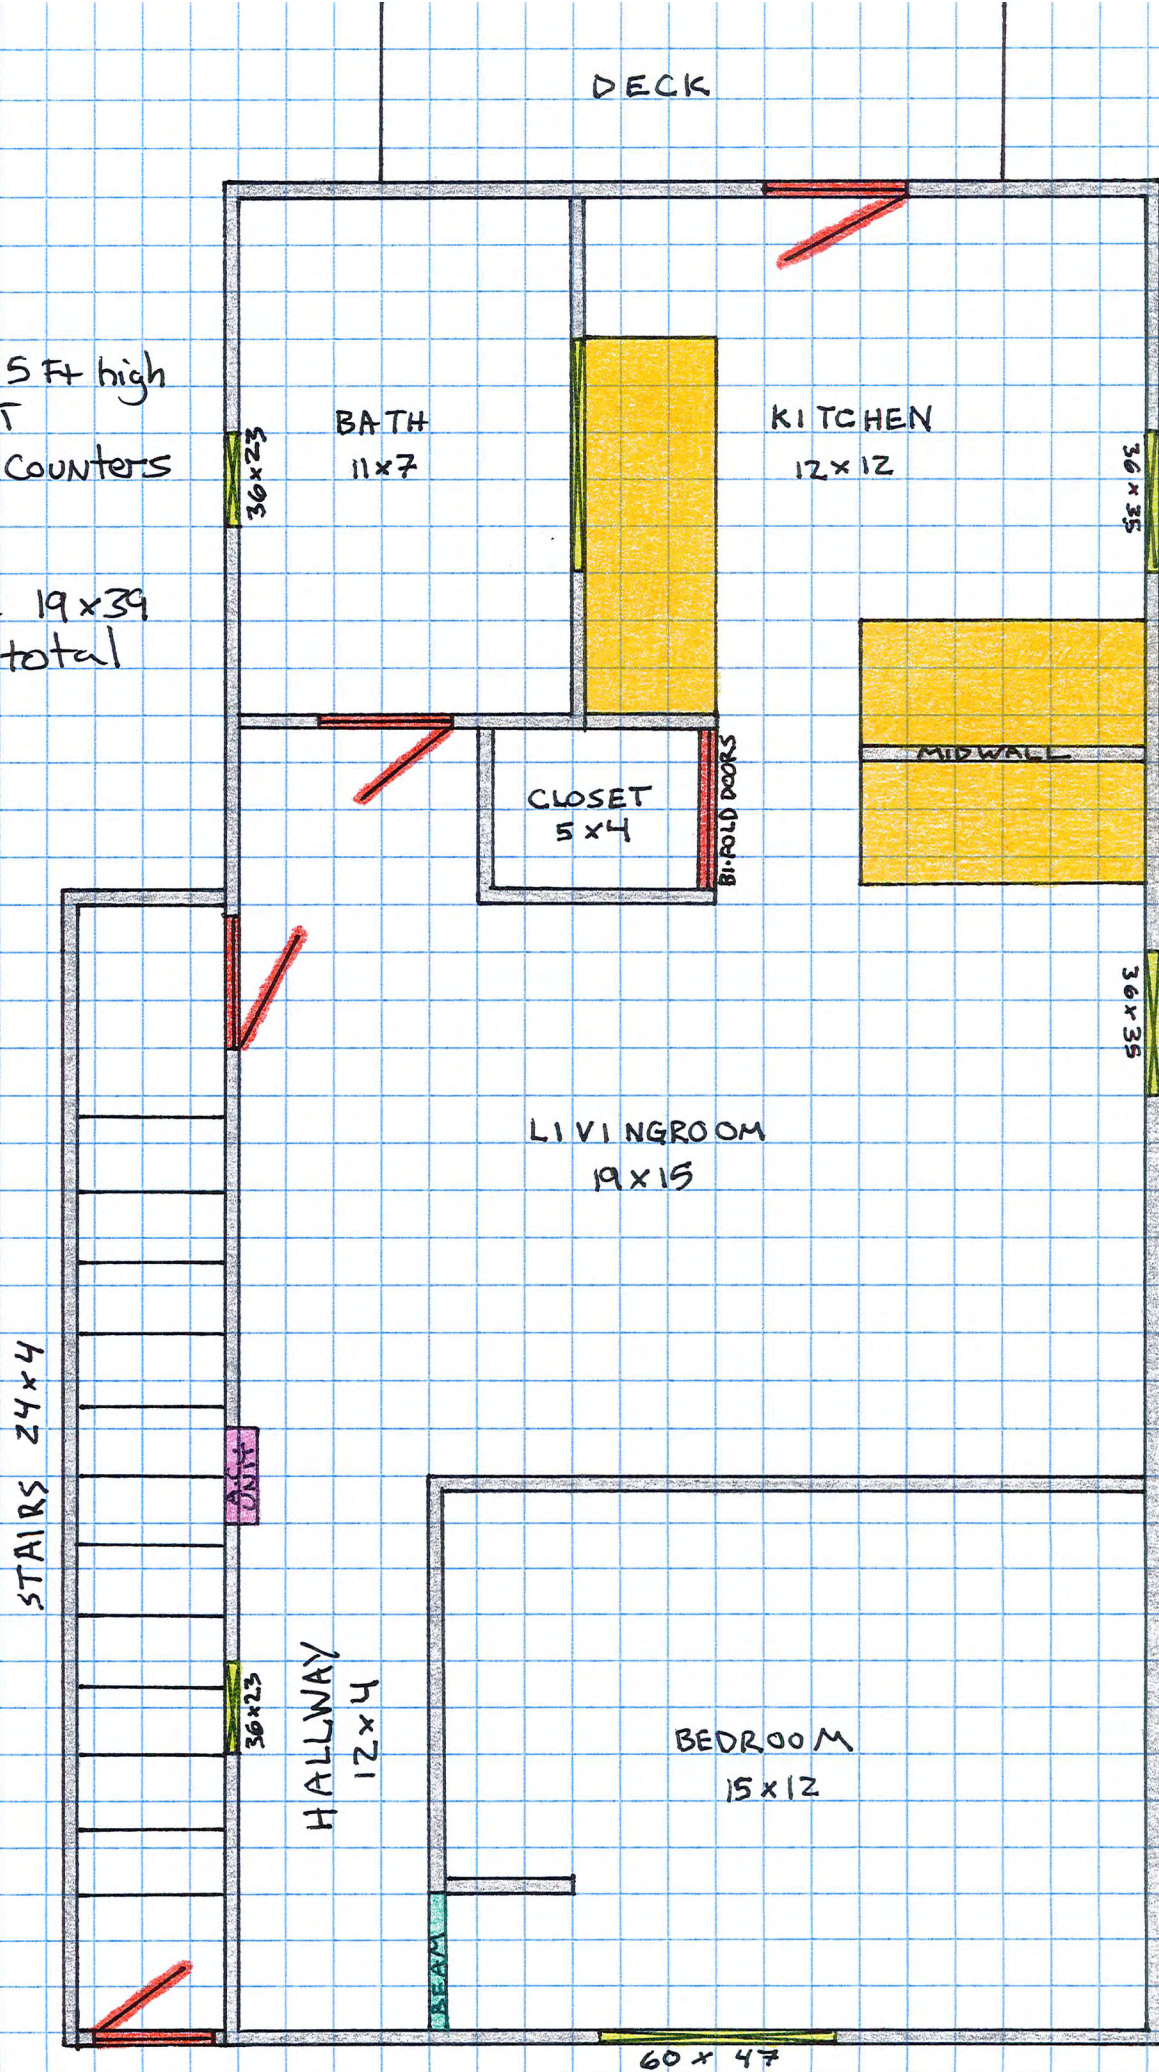 DECK
5 Ft high
T
COUNTERS
19x39
total
BATH
11x7
36x23
KITCHEN
12x12
36x35
MIDWALL
CLOSET
5x4
BI-FOLD DOORS
36x35
LIVINGROOM
19x15
STAIRS 24x4
A.C.
UNIT
36x23
HALLWAY
12x4
BEDROOM
15x12
BEAM
60x47